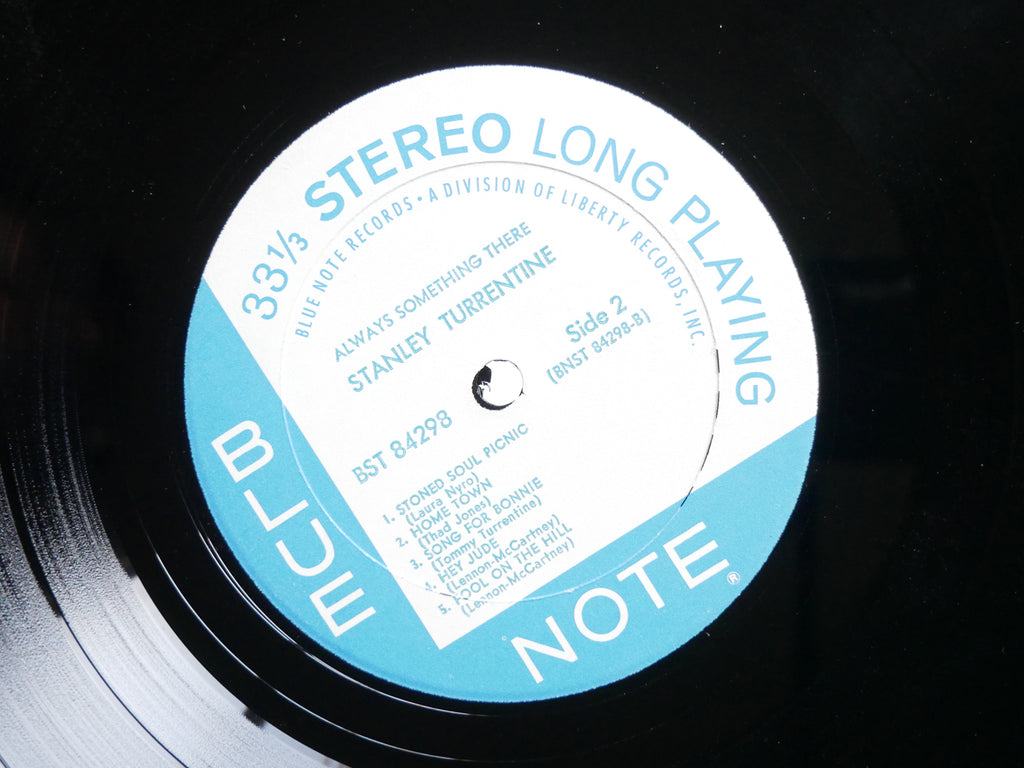 33⅓ STEREO LONG PLAYING
BLUE NOTE RECORDS • A DIVISION OF LIBERTY RECORDS, INC.
ALWAYS SOMETHING THERE
STANLEY TURRENTINE
Side 2
(BNST 84298-B)
BST 84298
1. STONED SOUL PICNIC
(Laura Nyro)
2. HOME TOWN
(Thad Jones)
3. SONG FOR BONNIE
(Tommy Turrentine)
4. HEY JUDE
(Lennon-McCartney)
5. FOOL ON THE HILL
(Lennon-McCartney)
BLUE
NOTE®